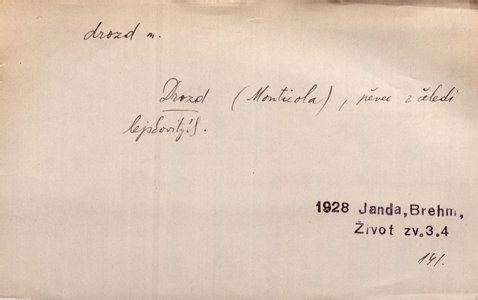 drozd m.
Drozd (Monticola), pěvec z čeledi
lejskovitých.
1928 Janda, Brehm,
Život zv.3.4
141.